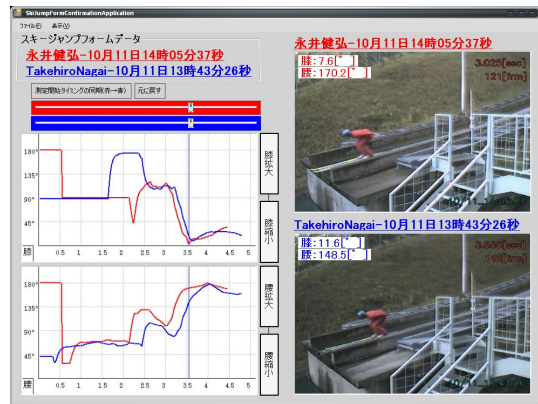 SkiJumpFormConfirmationApplication
ファイル(F) 表示(V)
スキージャンプフォームデータ
永井健弘-10月11日14時05分37秒
TakehiroNagai-10月11日13時43分26秒
測定開始タイミングの同期(赤→青) 元に戻す
180°
135°
90°
45°
膝 0.5 1 1.5 2 2.5 3 3.5 4 4.5 5
膝拡大
膝縮小
180°
135°
90°
45°
腰 0.5 1 1.5 2 2.5 3 3.5 4 4.5 5
腰拡大
腰縮小
永井健弘-10月11日14時05分37秒
膝:7.6[°]
腰:170.2[°]
3.025[sec]
121[frm]
TakehiroNagai-10月11日13時43分26秒
膝:11.6[°]
腰:148.5[°]